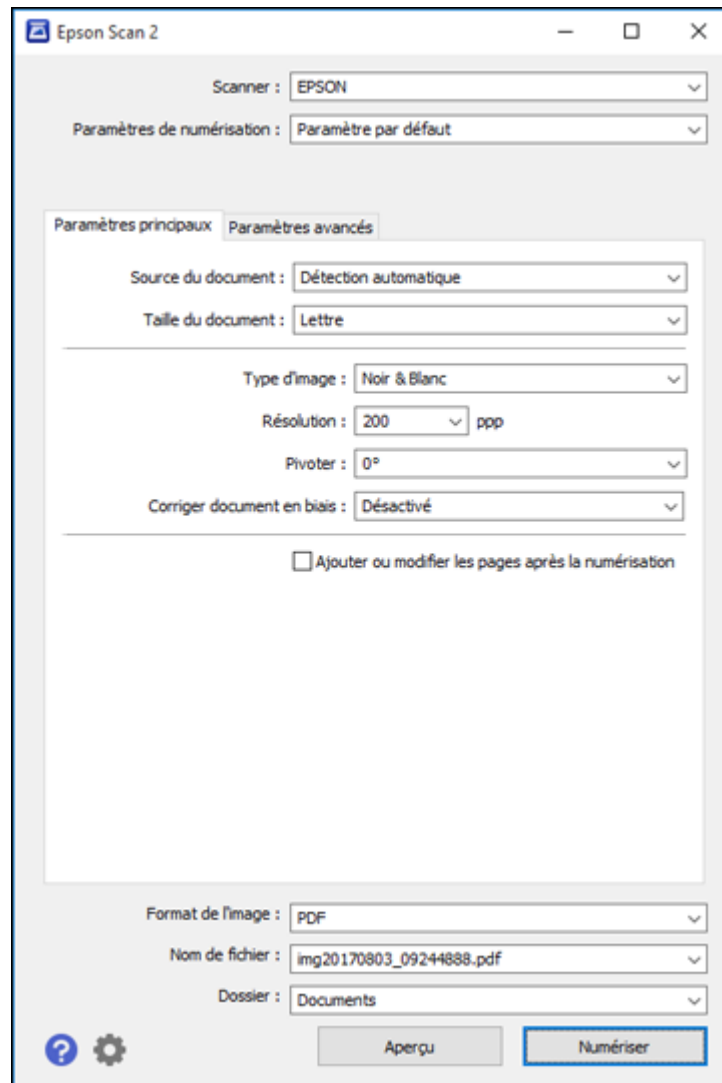 Epson Scan 2
Scanner : EPSON
Paramètres de numérisation : Paramètre par défaut
Paramètres principaux Paramètres avancés
Source du document : Détection automatique
Taille du document : Lettre
Type d'image : Noir & Blanc
Résolution : 200 ppp
Pivoter : 0°
Corriger document en biais : Désactivé
Ajouter ou modifier les pages après la numérisation
Format de l'image : PDF
Nom de fichier : img20170803_09244888.pdf
Dossier : Documents
? Aperçu Numériser